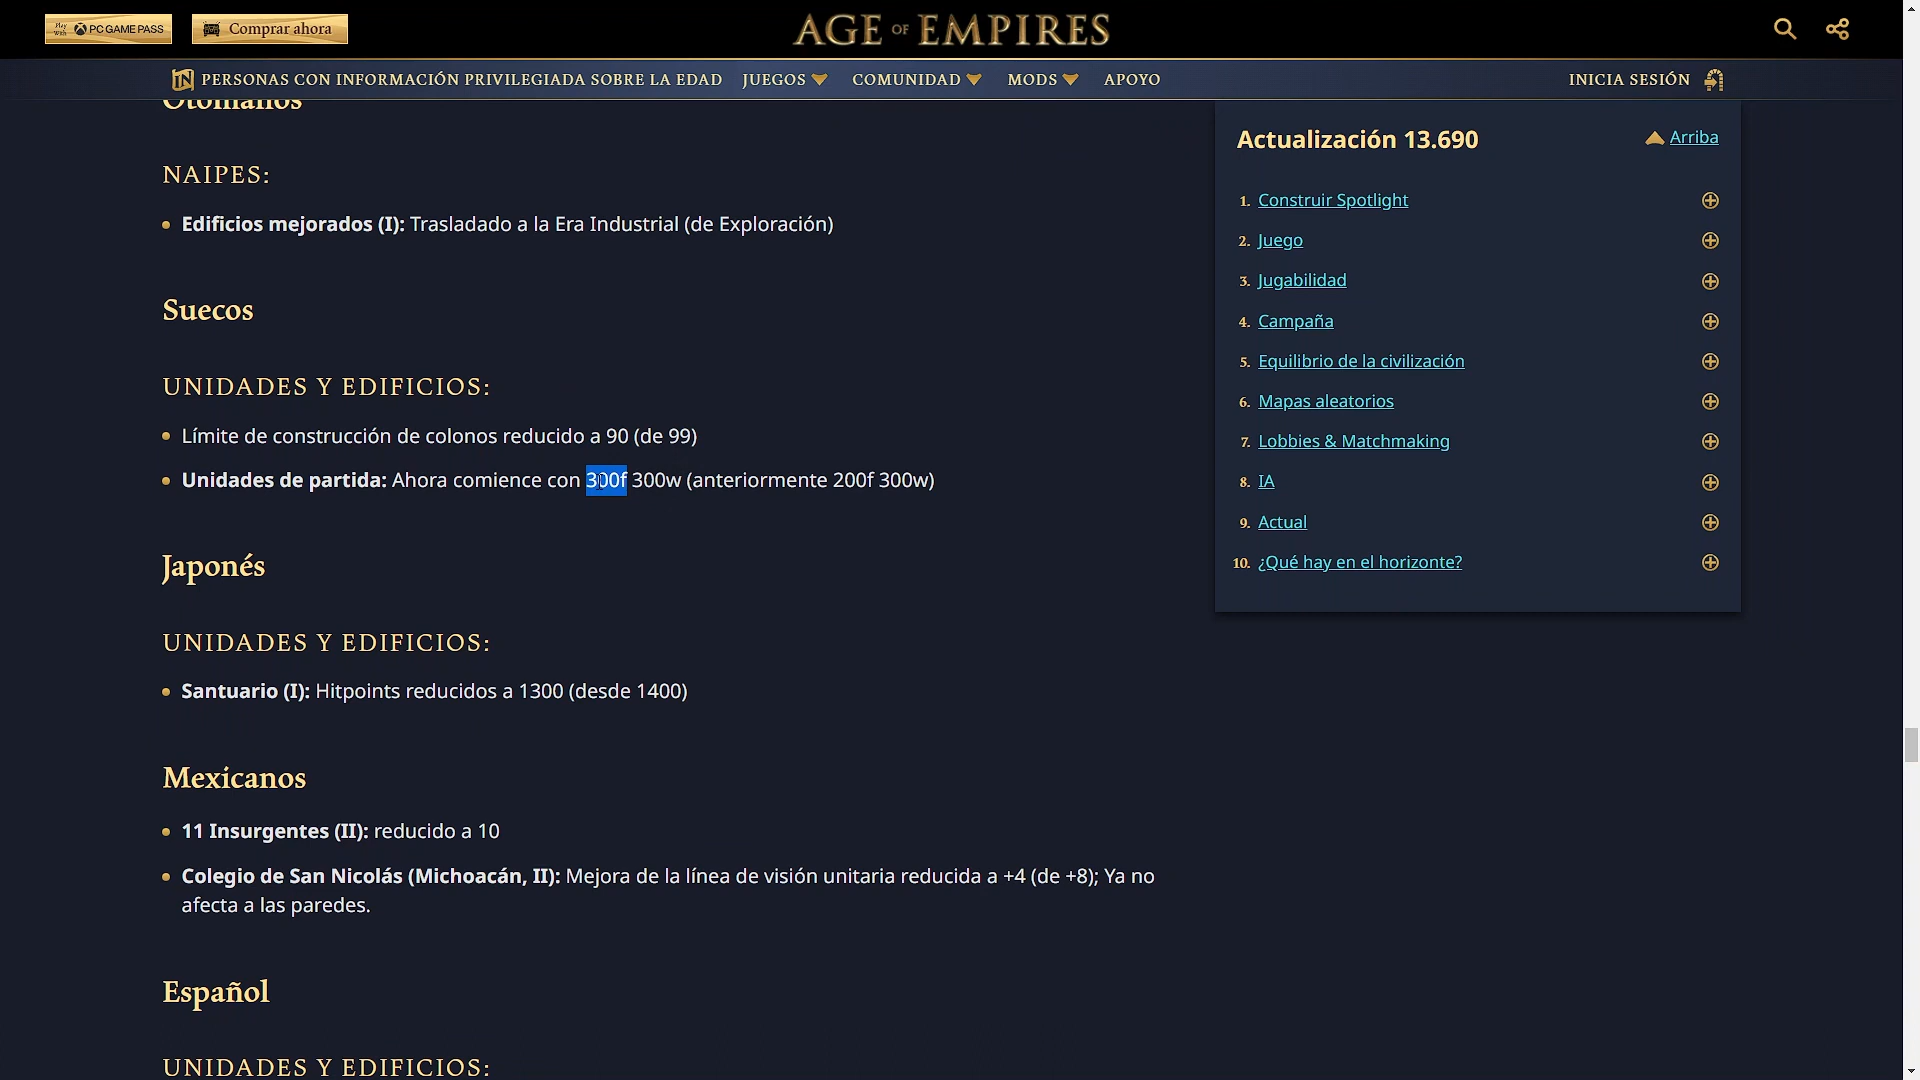 Play With PC GAME PASS
Comprar ahora
AGE OF EMPIRES
PERSONAS CON INFORMACIÓN PRIVILEGIADA SOBRE LA EDAD JUEGOS COMUNIDAD MODS APOYO INICIA SESIÓN
Otomanos
NAIPES:
Edificios mejorados (I): Trasladado a la Era Industrial (de Exploración)
Suecos
UNIDADES Y EDIFICIOS:
Límite de construcción de colonos reducido a 90 (de 99)
Unidades de partida: Ahora comience con 300f 300w (anteriormente 200f 300w)
Japonés
UNIDADES Y EDIFICIOS:
Santuario (I): Hitpoints reducidos a 1300 (desde 1400)
Mexicanos
11 Insurgentes (II): reducido a 10
Colegio de San Nicolás (Michoacán, II): Mejora de la línea de visión unitaria reducida a +4 (de +8); Ya no
afecta a las paredes.
Español
UNIDADES Y EDIFICIOS:
Actualización 13.690
Arriba
1. Construir Spotlight
2. Juego
3. Jugabilidad
4. Campaña
5. Equilibrio de la civilización
6. Mapas aleatorios
7. Lobbies & Matchmaking
8. IA
9. Actual
10. ¿Qué hay en el horizonte?